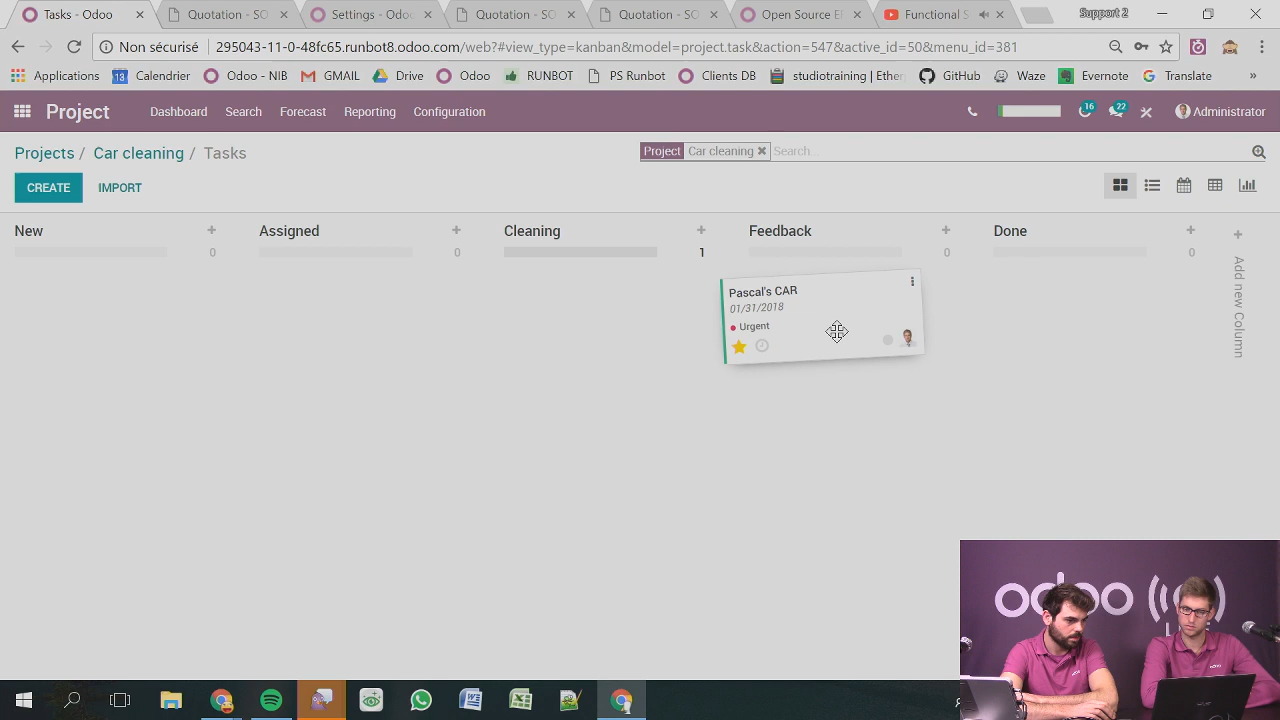 Tasks - Odoo
Quotation - SO
Settings - Odoo
Quotation - SO
Quotation - SO
Open Source E
Functional S
Support 2
Non sécurisé
295043-11-0-48fc65.runbot8.odoo.com/web?#view_type=kanban&model=project.task&action=547&active_id=50&menu_id=381
Applications
Calendrier
Odoo - NIB
GMAIL
Drive
Odoo
RUNBOT
PS Runbot
Clients DB
studiotraining | Ether
GitHub
Waze
Evernote
Translate
»
Project
Dashboard
Search
Forecast
Reporting
Configuration
16
22
Administrator
Projects / Car cleaning / Tasks
Project Car cleaning
Search...
CREATE
IMPORT
New
0
Assigned
0
Cleaning
1
Feedback
0
Done
0
Add new Column
Pascal's CAR
01/31/2018
Urgent
odoo